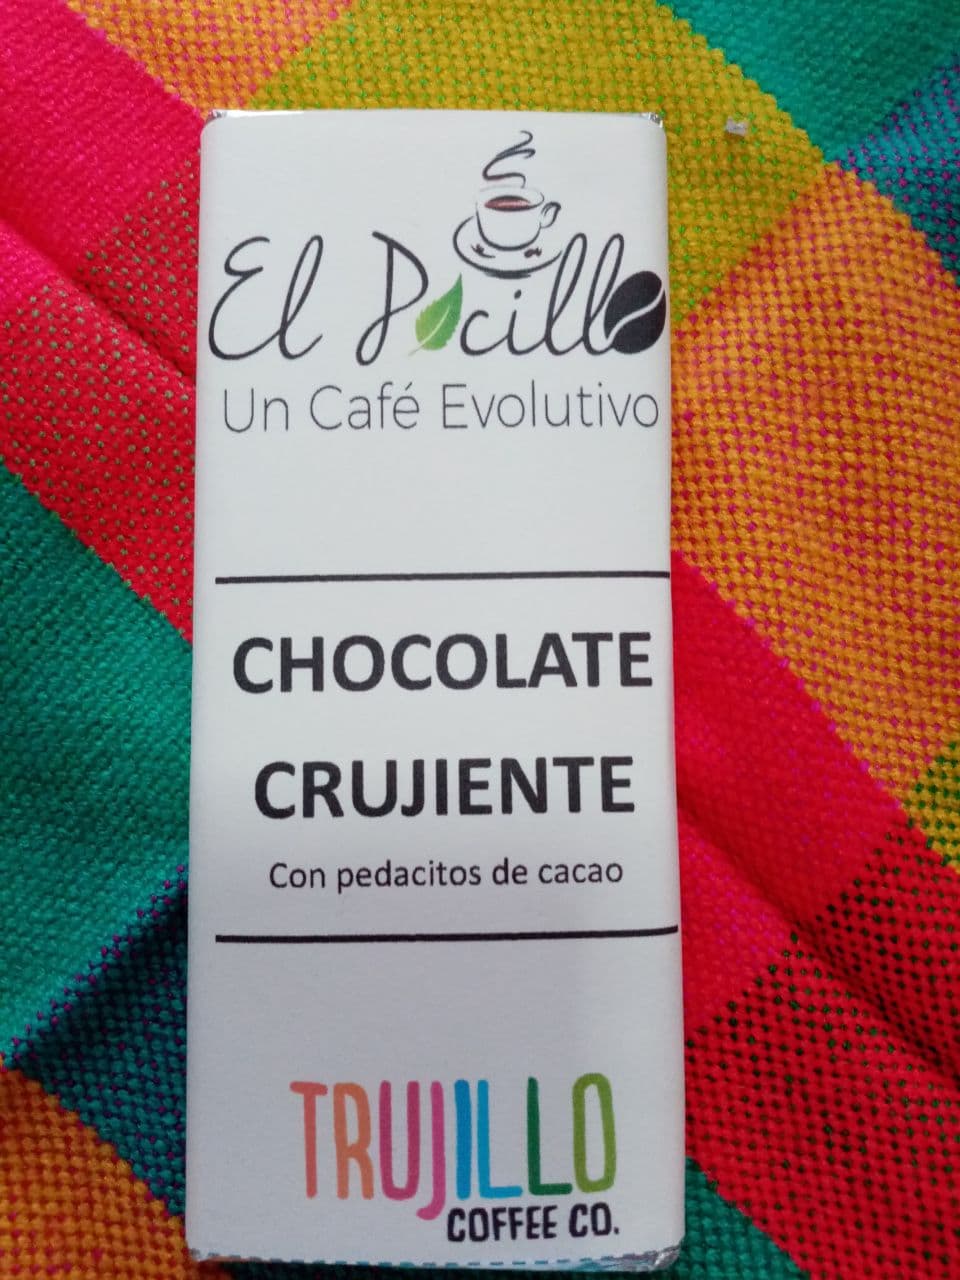 El Pocillo
Un Café Evolutivo
CHOCOLATE
CRUJIENTE
Con pedacitos de cacao
TRUJILLO
COFFEE CO.